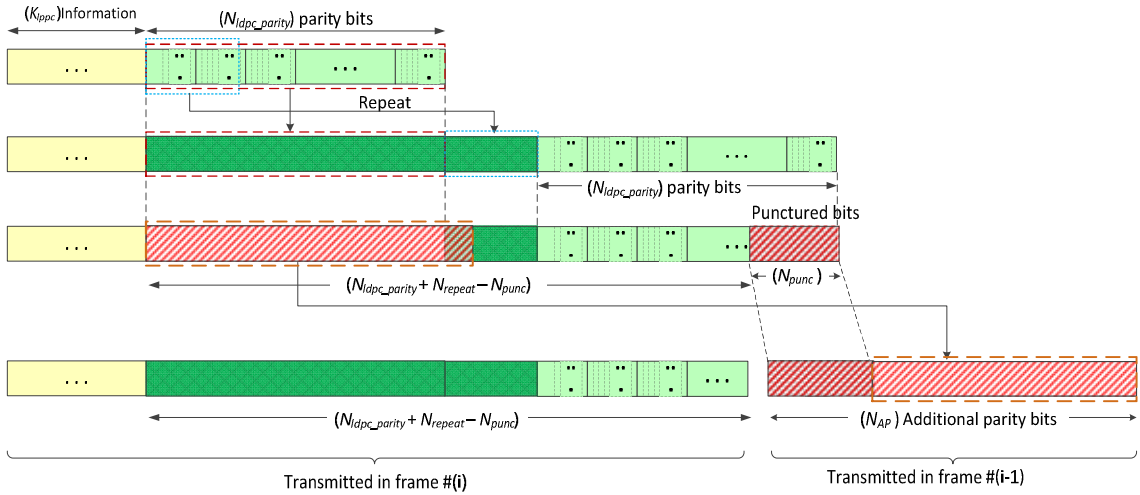 (K_lppc)Information
(N_ldpc_parity) parity bits
. . .
. . .
Repeat
. . .
. . .
(N_ldpc_parity) parity bits
Punctured bits
. . .
. . .
(N_ldpc_parity + N_repeat − N_punc)
(N_punc)
. . .
. . .
(N_ldpc_parity + N_repeat − N_punc)
(N_AP) Additional parity bits
Transmitted in frame #(i)
Transmitted in frame #(i-1)